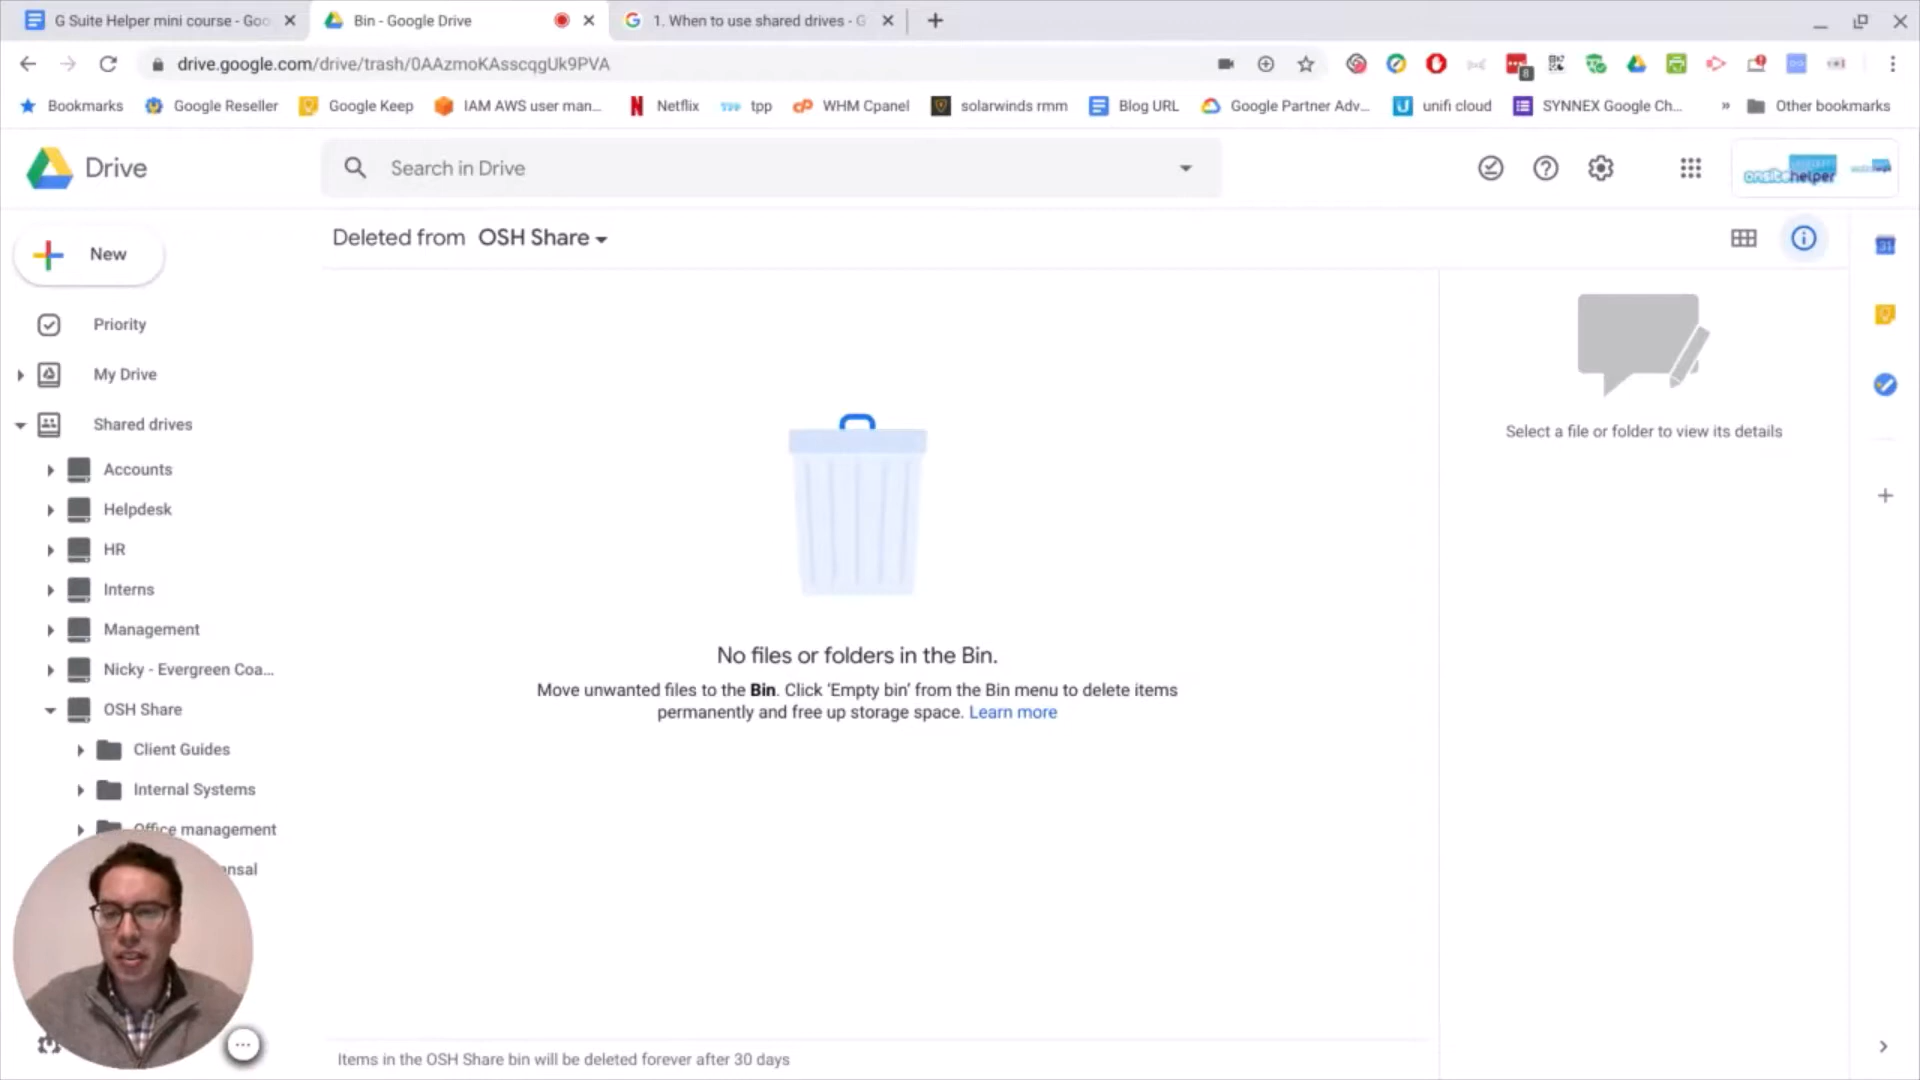 G Suite Helper mini course - Goo
Bin - Google Drive
1. When to use shared drives - G
drive.google.com/drive/trash/0AAzmoKAsscqgUk9PVA
8
Bookmarks
Google Reseller
Google Keep
IAM AWS user man...
Netflix
tpp
tpp
WHM Cpanel
solarwinds rmm
Blog URL
Google Partner Adv...
unifi cloud
SYNNEX Google Ch...
»
Other bookmarks
Drive
Search in Drive
onsitehelper
Deleted from OSH Share
New
31
Priority
My Drive
Shared drives
Accounts
Helpdesk
HR
Interns
Management
Nicky - Evergreen Coa...
OSH Share
Client Guides
Internal Systems
Office management
Select a file or folder to view its details
No files or folders in the Bin.
Move unwanted files to the Bin. Click ‘Empty bin’ from the Bin menu to delete items
permanently and free up storage space. Learn more
Items in the OSH Share bin will be deleted forever after 30 days